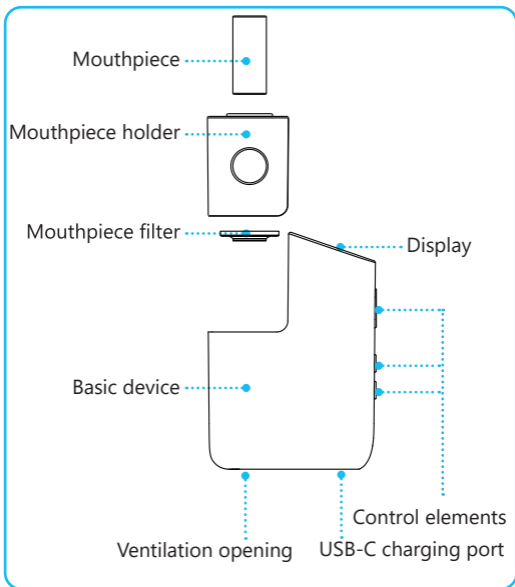 Mouthpiece
Mouthpiece holder
Mouthpiece filter
Display
Basic device
Control elements
Ventilation opening
USB-C charging port